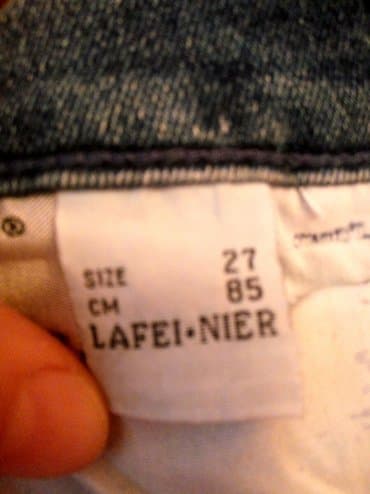 ®
SIZE 27
CM 85
LAFEI•NIER